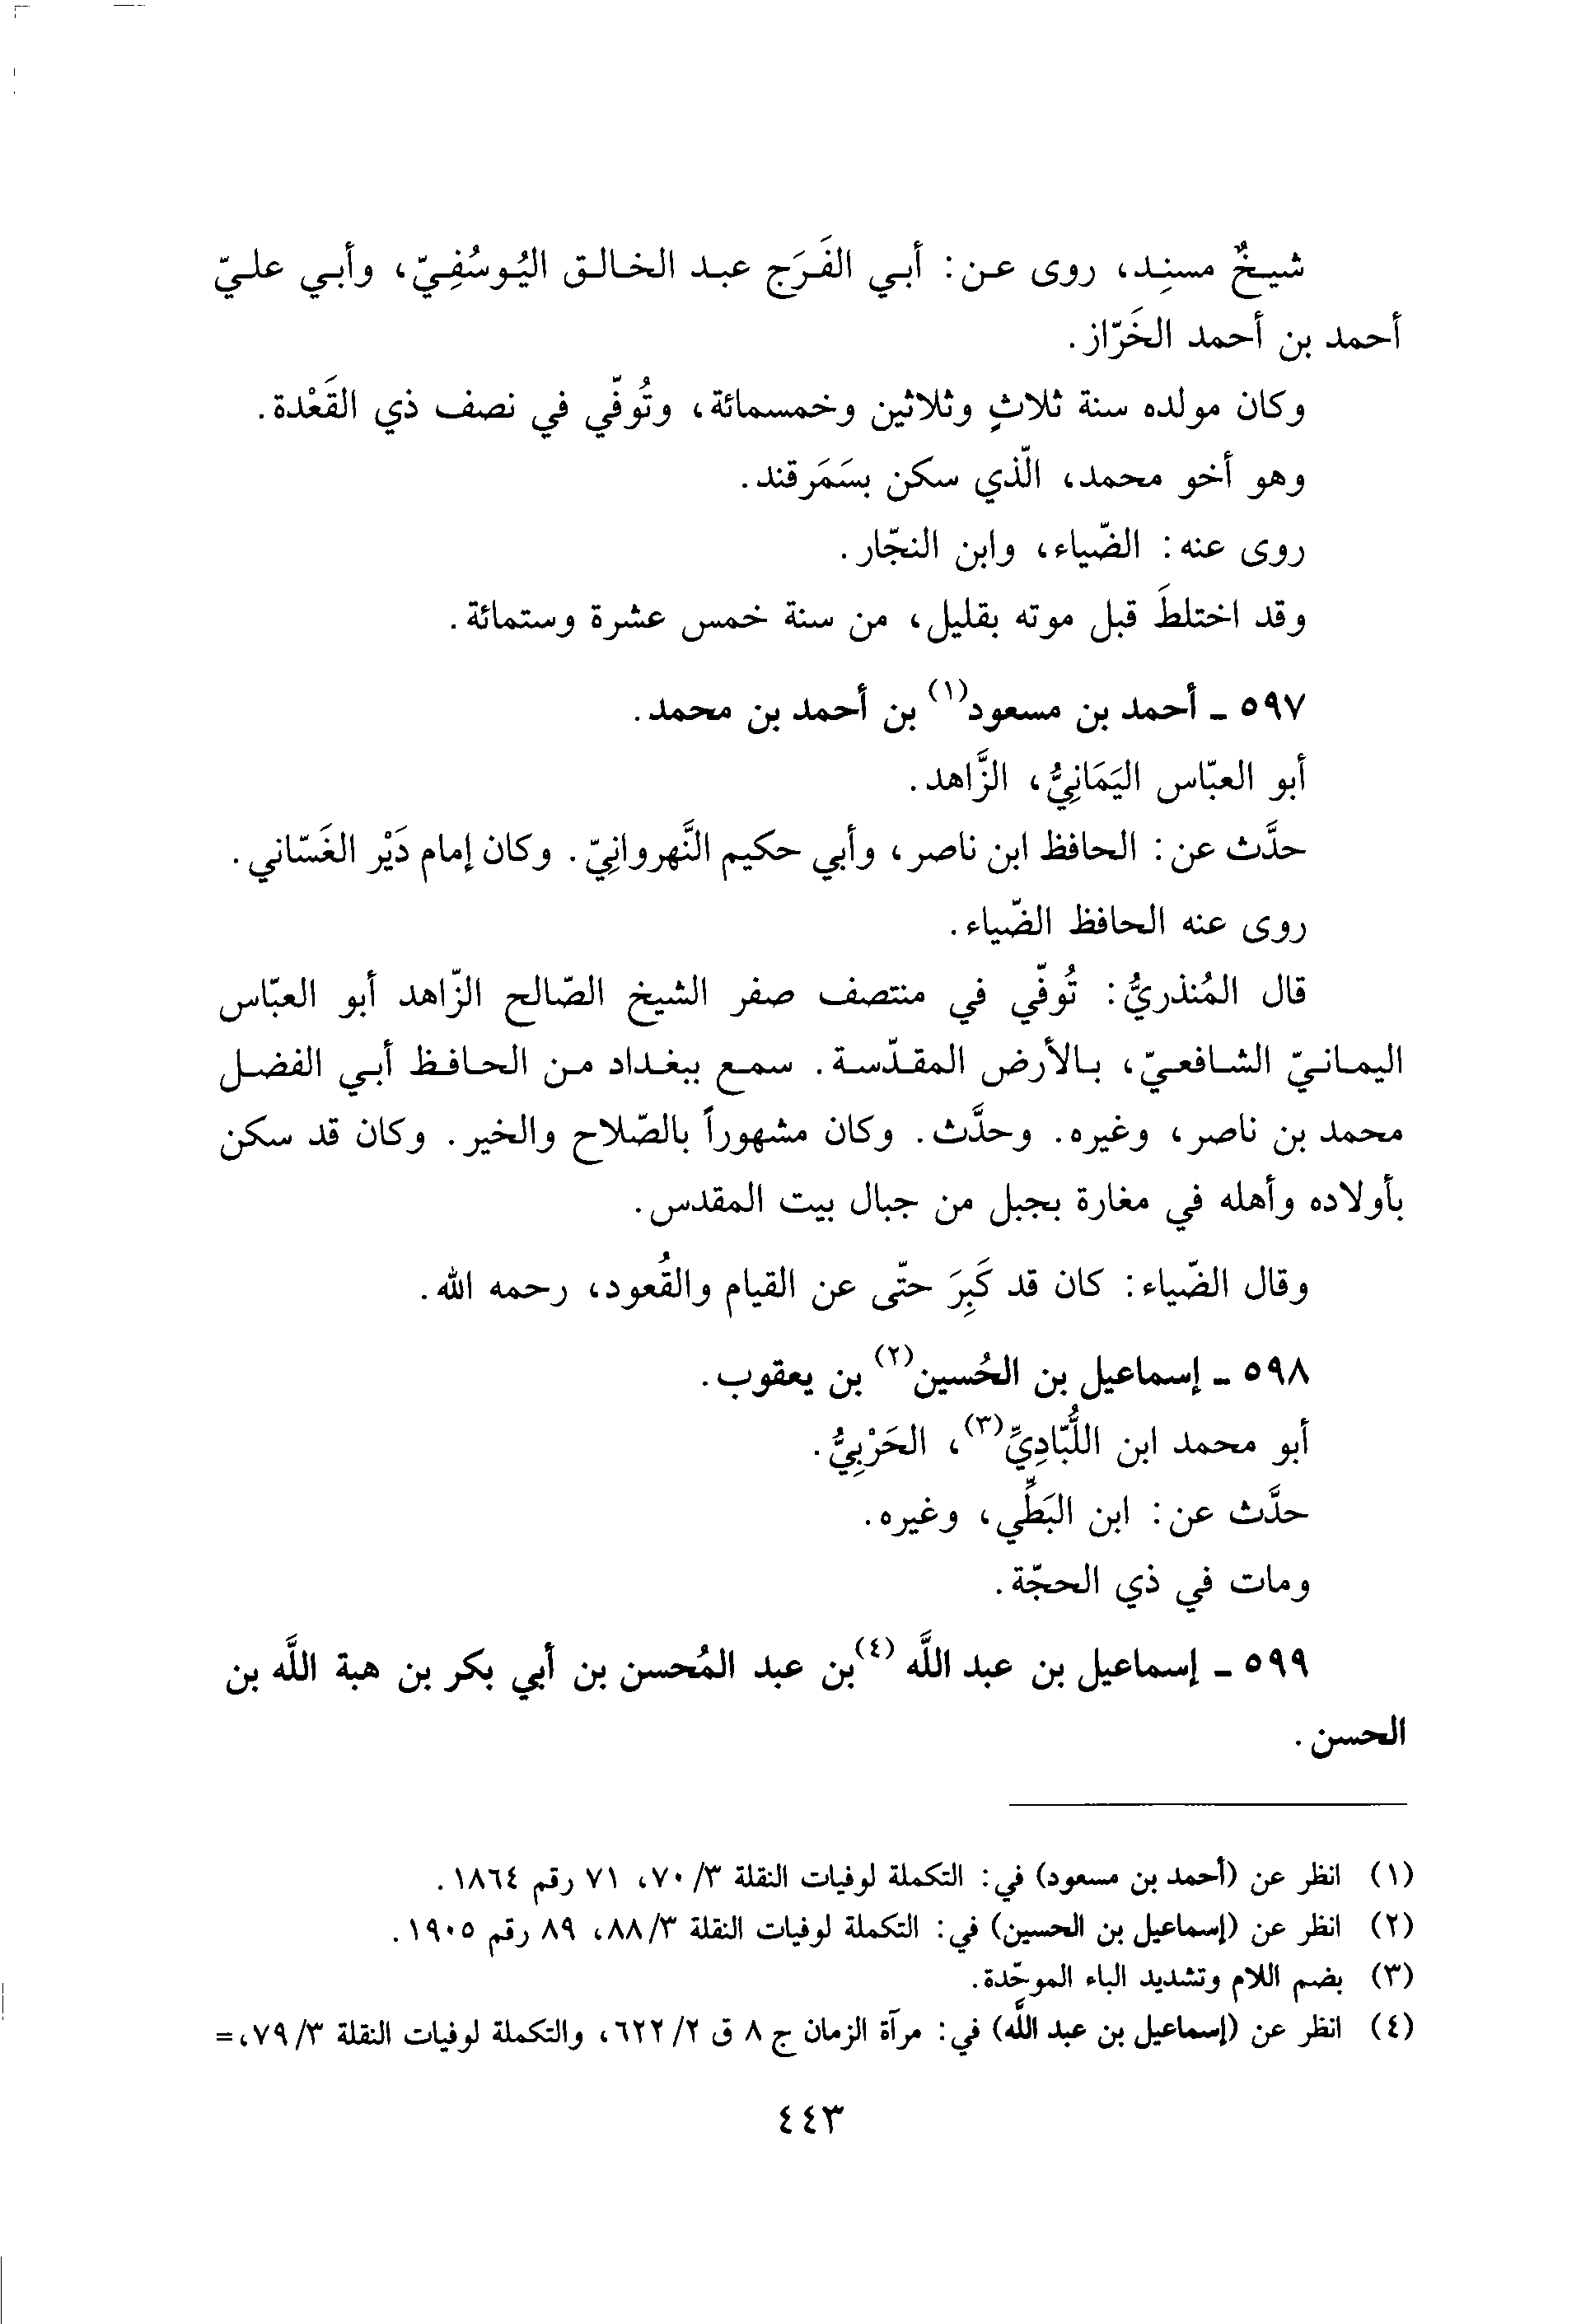 شيخٌ مسنِد، روى عن: أبي الفَرَج عبد الخالق اليُوسُفِيّ، وأبي عليّ
أحمد بن أحمد الخَرّاز.
وكان مولده سنة ثلاثٍ وثلاثين وخمسمائة، وتُوفّي في نصف ذي القَعْدة.
وهو أخو محمد، الّذي سكن بسَمَرقند.
روى عنه: الضّياء، وابن النجّار.
وقد اختلطَ قبل موته بقليل، من سنة خمس عشرة وستمائة.
٥٩٧ ـ أحمد بن مسعود(١) بن أحمد بن محمد.
أبو العبّاس اليَمَانِيُّ، الزَّاهد.
حدَّث عن: الحافظ ابن ناصر، وأبي حكيم النَّهروانِيّ. وكان إمام دَيْر الغَسّاني.
روى عنه الحافظ الضّياء.
قال المُنذريُّ: تُوفّي في منتصف صفر الشيخ الصّالح الزّاهد أبو العبّاس
اليمانيّ الشافعيّ، بالأرض المقدّسة. سمع ببغداد من الحافظ أبي الفضل
محمد بن ناصر، وغيره. وحدَّث. وكان مشهوراً بالصّلاح والخير. وكان قد سكن
بأولاده وأهله في مغارة بجبل من جبال بيت المقدس.
وقال الضّياء: كان قد كَبِرَ حتّى عن القيام والقُعود، رحمه الله.
٥٩٨ ـ إسماعيل بن الحُسين(٢) بن يعقوب.
أبو محمد ابن اللُّبّادِيِّ(٣)، الحَرْبِيُّ.
حدَّث عن: ابن البَطِّي، وغيره.
ومات في ذي الحجّة.
٥٩٩ ـ إسماعيل بن عبد اللَّه(٤) بن عبد المُحسن بن أبي بكر بن هبة اللَّه بن
الحسن.
(١) انظر عن (أحمد بن مسعود) في: التكملة لوفيات النقلة ٣/ ٧٠، ٧١ رقم ١٨٦٤.
(٢) انظر عن (إسماعيل بن الحسين) في: التكملة لوفيات النقلة ٣/ ٨٨، ٨٩ رقم ١٩٠٥.
(٣) بضم اللام وتشديد الباء الموحّدة.
(٤) انظر عن (إسماعيل بن عبد اللَّه) في: مرآة الزمان ج ٨ ق ٢/ ٦٢٢، والتكملة لوفيات النقلة ٣/ ٧٩، =
٤٤٣